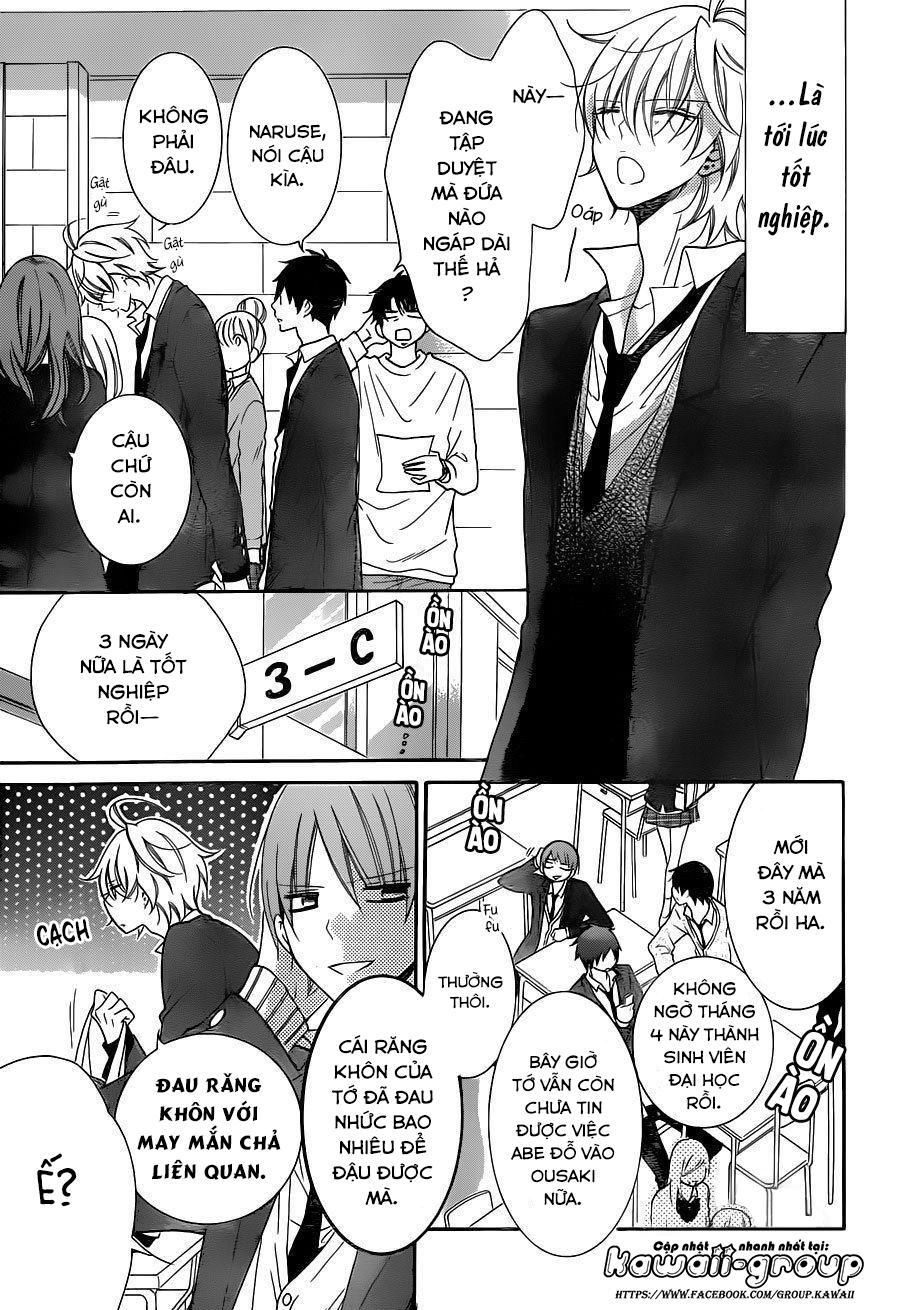 ...Là
tới lúc
tốt
nghiệp.
NÀY—
ĐANG
TẬP
DUYỆT
MÀ ĐỨA
NÀO
NGÁP DÀI
THẾ HẢ
?
Oáp
NARUSE,
NÓI CẬU
KÌA.
KHÔNG
PHẢI
ĐÂU.
Gật
gù
Gật
gù
CẬU
CHỨ
CÒN
AI.
3 NGÀY
NỮA LÀ TỐT
NGHIỆP
RỒI—
3-C
ỒN
ÀO
ỒN
ÀO
...
ỒN
ÀO
MỚI
ĐÂY MÀ
3 NĂM
RỒI HA.
KHÔNG
NGỜ THÁNG
4 NÀY THÀNH
SINH VIÊN
ĐẠI HỌC
RỒI.
ỒN
ÀO
BÂY GIỜ
TỚ VẪN CÒN
CHƯA TIN
ĐƯỢC VIỆC
ABE ĐỖ VÀO
OUSAKI
NỮA.
Fu
fu
THƯỜNG
THÔI.
CÁI RĂNG
KHÔN CỦA
TỚ ĐÃ ĐAU
NHỨC BAO
NHIÊU ĐỂ
ĐẬU ĐƯỢC
MÀ.
CẠCH
ĐAU RĂNG
KHÔN VỚI
MAY MẮN CHẢ
LIÊN QUAN.
Ế?
Cập nhật nhanh nhất tại:
kawaii-group
HTTPS://WWW.FACEBOOK.COM/GROUP.KAWAII